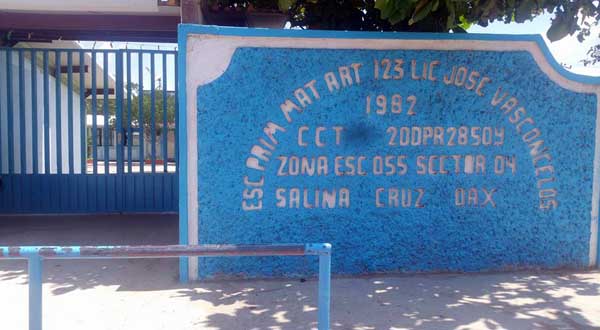 ESC PRIM MAT ART 123 LIC JOSE VASCONCELOS
1982
CCT 20DPR2850Y
ZONA ESC 055 SECTOR 04
SALINA CRUZ OAX